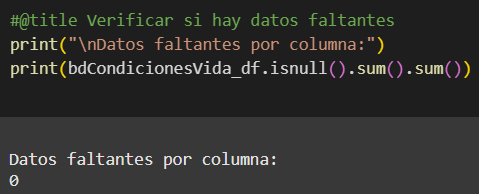 #@title Verificar si hay datos faltantes
print("\nDatos faltantes por columna:")
print(bdCondicionesVida_df.isnull().sum().sum())
Datos faltantes por columna:
0